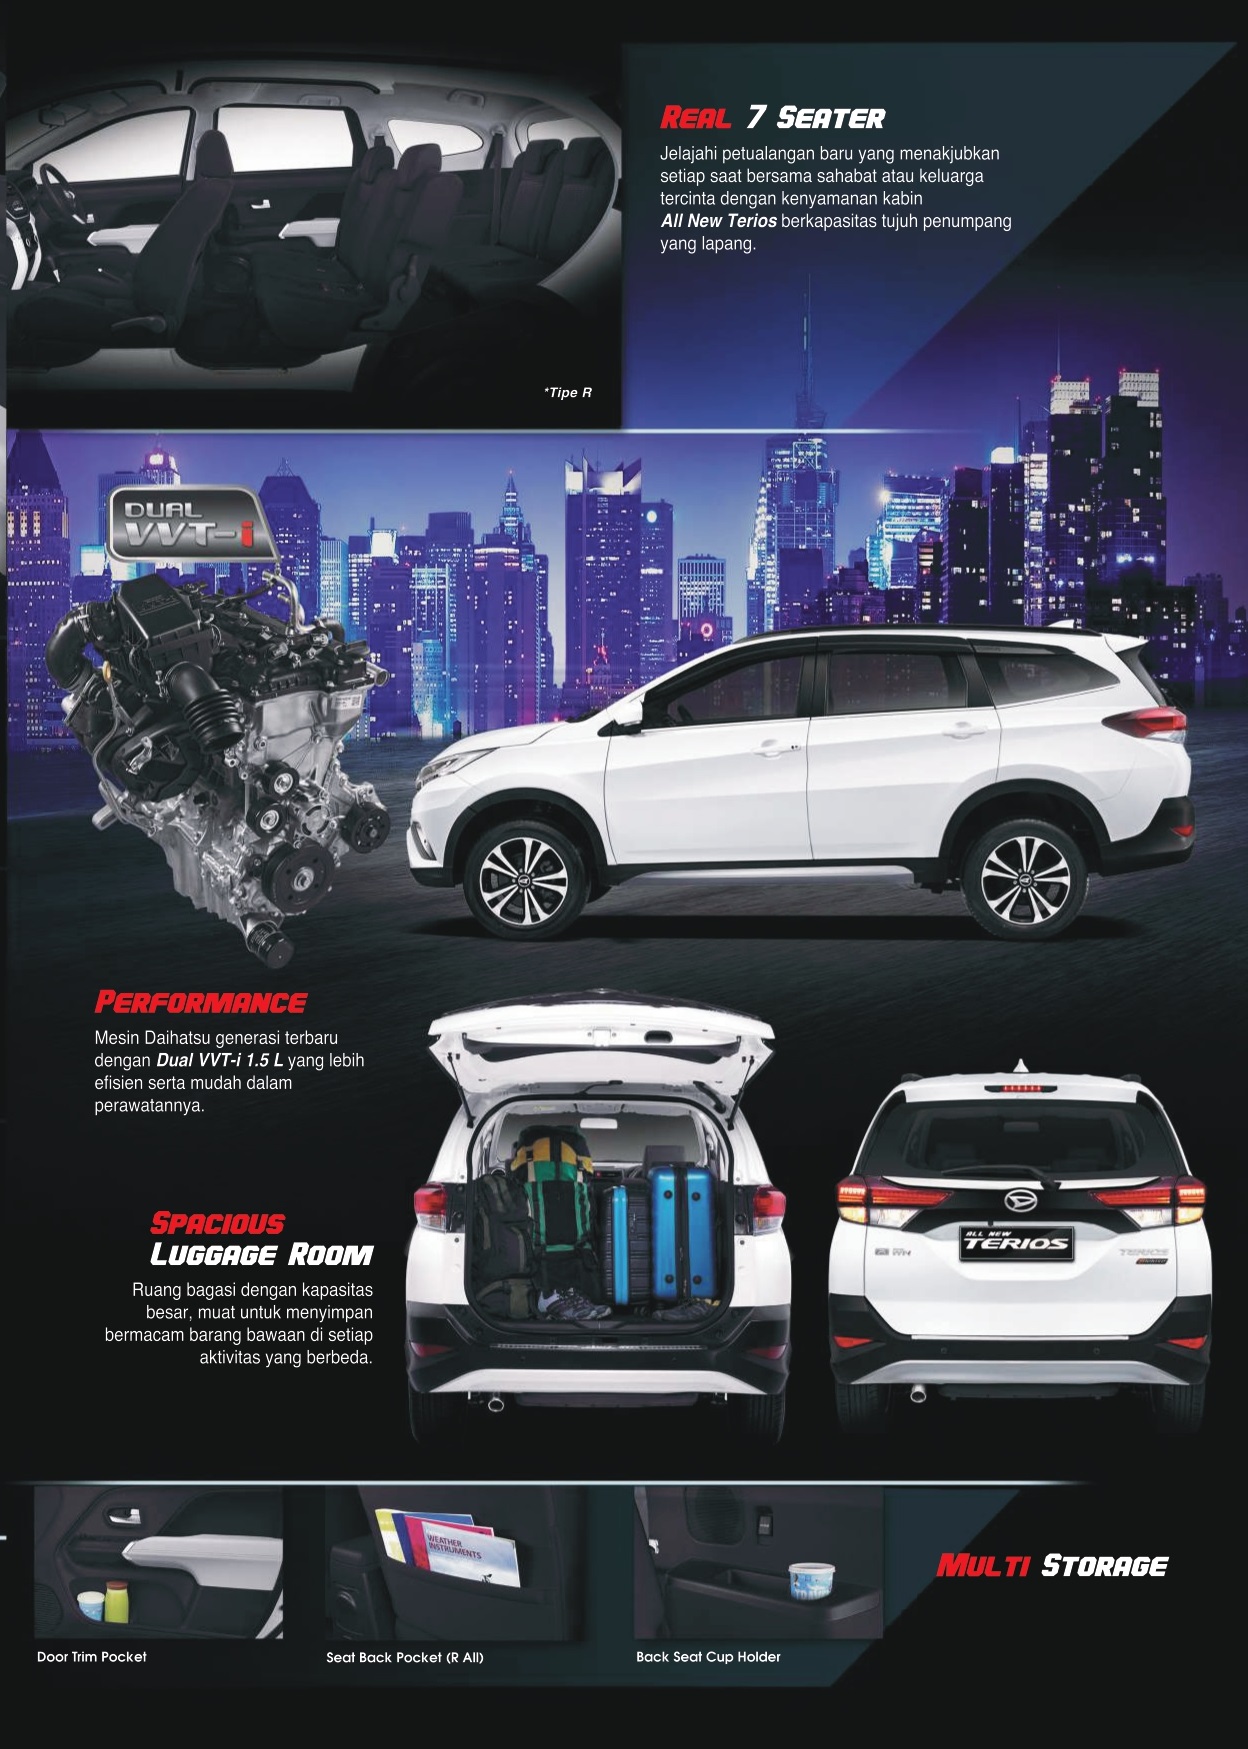 REAL 7 SEATER
Jelajahi petualangan baru yang menakjubkan
setiap saat bersama sahabat atau keluarga
tercinta dengan kenyamanan kabin
All New Terios berkapasitas tujuh penumpang
yang lapang.
*Tipe R
DUAL
VVT-i
PERFORMANCE
Mesin Daihatsu generasi terbaru
dengan Dual VVT-i 1.5 L yang lebih
efisien serta mudah dalam
perawatannya.
SPACIOUS
LUGGAGE ROOM
Ruang bagasi dengan kapasitas
besar, muat untuk menyimpan
bermacam barang bawaan di setiap
aktivitas yang berbeda.
ALL NEW
TERIOS
TERIOS
WEATHER
INSTRUMENTS
MULTI STORAGE
Door Trim Pocket
Seat Back Pocket (R All)
Back Seat Cup Holder